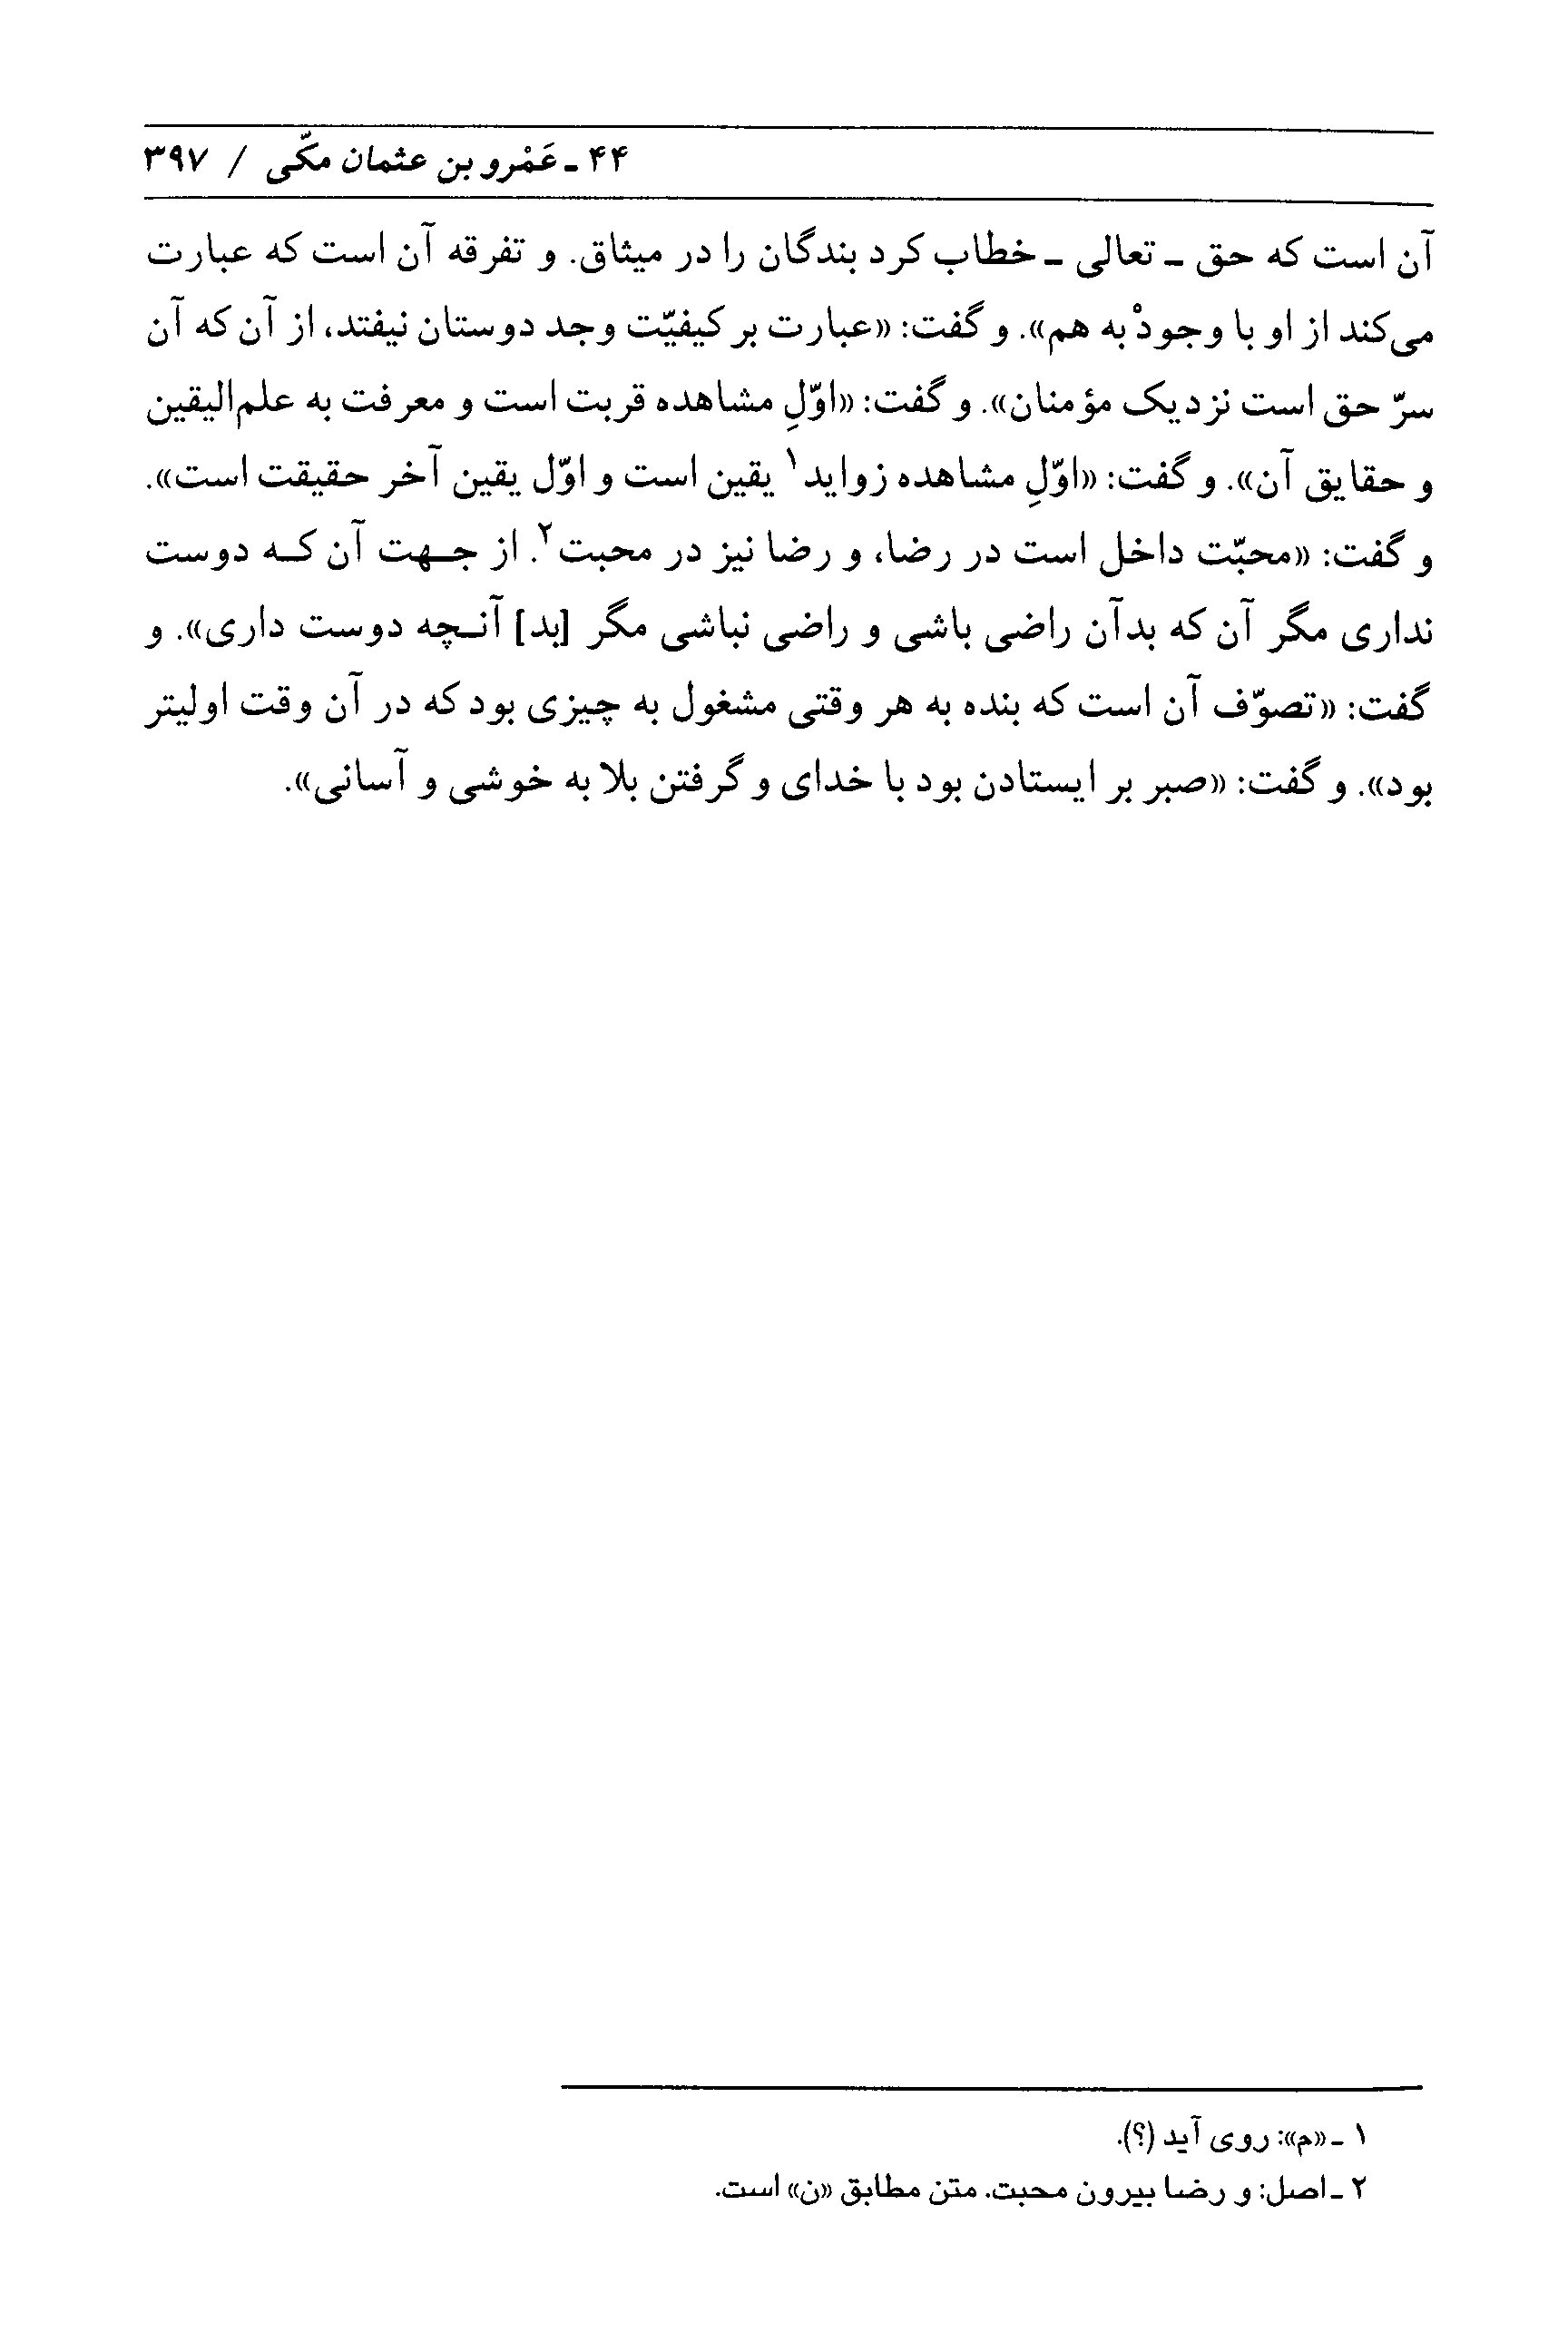 ۴۴ ـ عَمْرو بن عثمان مکّی / ۳۹۷
آن است که حق ـ تعالی ـ خطاب کرد بندگان را در میثاق. و تفرقه آن است که عبارت
می‌کند از او با وجودْ به هم». و گفت: «عبارت بر کیفیّت وجد دوستان نیفتد، از آن که آن
سرّ حق است نزدیک مؤمنان». و گفت: «اوّلِ مشاهده قربت است و معرفت به علم‌الیقین
و حقایق آن». و گفت: «اوّلِ مشاهده زواید۱ یقین است و اوّل یقین آخر حقیقت است».
و گفت: «محبّت داخل است در رضا، و رضا نیز در محبت۲. از جـهت آن کـه دوست
نداری مگر آن که بدآن راضی باشی و راضی نباشی مگر [بد] آنـچه دوست داری». و
گفت: «تصوّف آن است که بنده به هر وقتی مشغول به چیزی بود که در آن وقت اولیتر
بود». و گفت: «صبر بر ایستادن بود با خدای و گرفتن بلا به خوشی و آسانی».
۱ ـ «م»: روی آید (؟).
۲ ـ اصل: و رضا بیرون محبت. متن مطابق «ن» است.